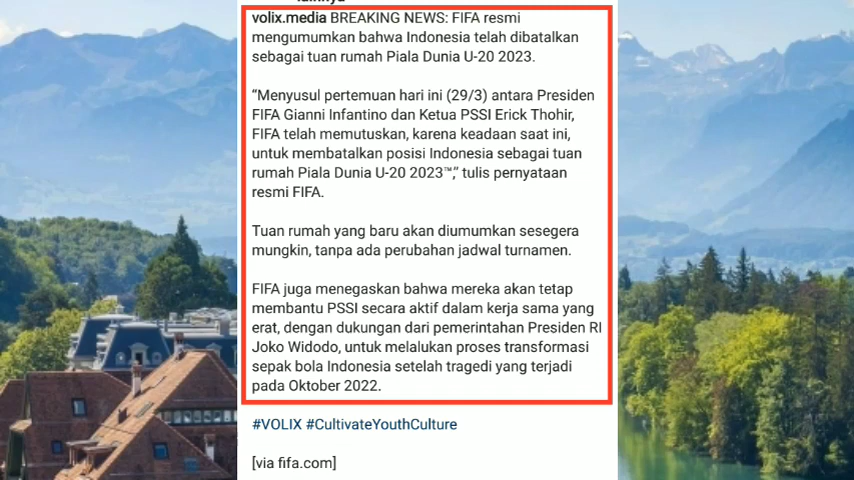 volix.media BREAKING NEWS: FIFA resmi
mengumumkan bahwa Indonesia telah dibatalkan
sebagai tuan rumah Piala Dunia U-20 2023.
“Menyusul pertemuan hari ini (29/3) antara Presiden
FIFA Gianni Infantino dan Ketua PSSI Erick Thohir,
FIFA telah memutuskan, karena keadaan saat ini,
untuk membatalkan posisi Indonesia sebagai tuan
rumah Piala Dunia U-20 2023™,” tulis pernyataan
resmi FIFA.
Tuan rumah yang baru akan diumumkan sesegera
mungkin, tanpa ada perubahan jadwal turnamen.
FIFA juga menegaskan bahwa mereka akan tetap
membantu PSSI secara aktif dalam kerja sama yang
erat, dengan dukungan dari pemerintahan Presiden RI
Joko Widodo, untuk melalukan proses transformasi
sepak bola Indonesia setelah tragedi yang terjadi
pada Oktober 2022.
#VOLIX #CultivateYouthCulture
[via fifa.com]